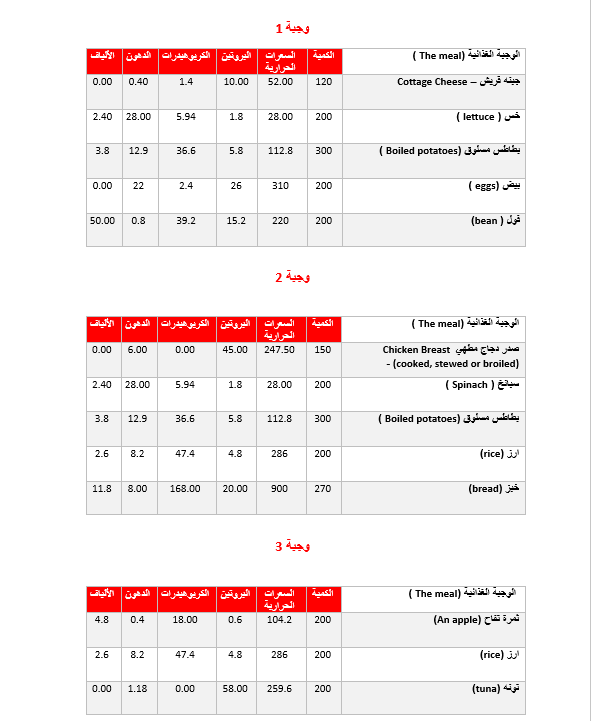 وجبة 1
الوجبة الغذائية (The meal ) الكمية السعرات الحرارية البروتين الكربوهيدرات الدهون الألياف
جبنه قريش – Cottage Cheese 120 52.00 10.00 1.4 0.40 0.00
خس ( lettuce ) 200 28.00 1.8 5.94 28.00 2.40
بطاطس مسلوق (Boiled potatoes ) 300 112.8 5.8 36.6 12.9 3.8
بيض (eggs ) 200 310 26 2.4 22 0.00
فول ( bean) 200 220 15.2 39.2 0.8 50.00
وجبة 2
الوجبة الغذائية (The meal ) الكمية السعرات الحرارية البروتين الكربوهيدرات الدهون الألياف
صدر دجاج مطهي Chicken Breast 150 247.50 45.00 0.00 6.00 0.00
- (cooked, stewed or broiled)
سبانخ ( Spinach ) 200 28.00 1.8 5.94 28.00 2.40
بطاطس مسلوق (Boiled potatoes ) 300 112.8 5.8 36.6 12.9 3.8
ارز (rice) 200 286 4.8 47.4 8.2 2.6
خبز (bread) 270 900 20.00 168.00 8.00 11.8
وجبة 3
الوجبة الغذائية (The meal ) الكمية السعرات الحرارية البروتين الكربوهيدرات الدهون الألياف
ثمرة تفاح (An apple) 200 104.2 0.6 18.00 0.4 4.8
ارز (rice) 200 286 4.8 47.4 8.2 2.6
تونه (tuna) 200 259.6 58.00 0.00 1.18 0.00